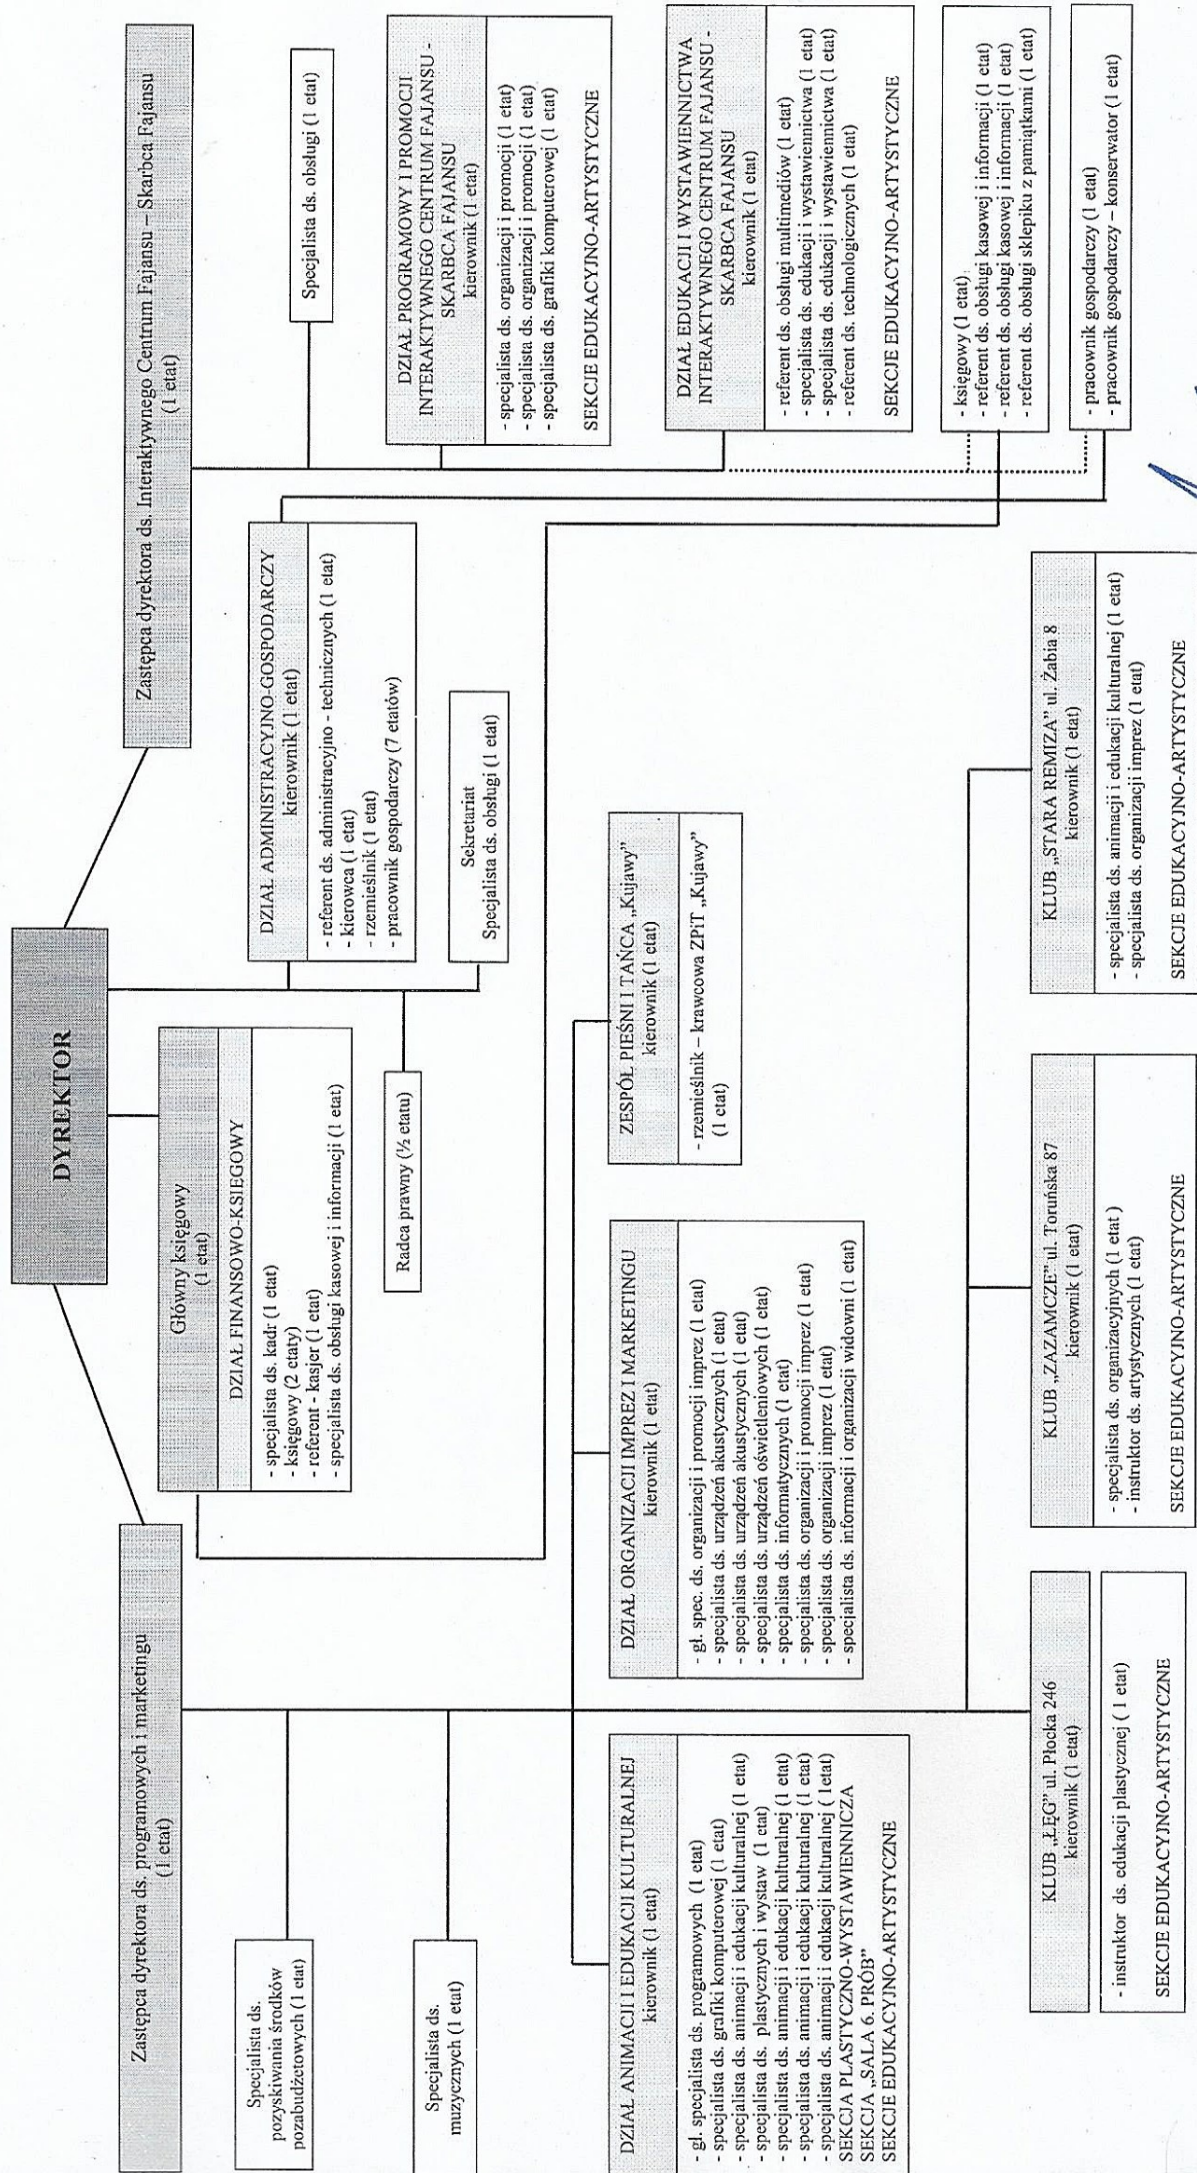 DYREKTOR
Zastępca dyrektora ds. programowych i marketingu
(1 etat)
Główny księgowy
(1 etat)
DZIAŁ FINANSOWO-KSIĘGOWY
- specjalista ds. kadr (1 etat)
- księgowy (2 etaty)
- referent - kasjer (1 etat)
- specjalista ds. obsługi kasowej i informacji (1 etat)
Zastępca dyrektora ds. Interaktywnego Centrum Fajansu – Skarbca Fajansu
(1 etat)
Specjalista ds.
pozyskiwania środków
pozabudżetowych (1 etat)
Specjalista ds.
muzycznych (1 etat)
Radca prawny (½ etatu)
DZIAŁ ADMINISTRACYJNO-GOSPODARCZY
kierownik (1 etat)
- referent ds. administracyjno - technicznych (1 etat)
- kierowca (1 etat)
- rzemieślnik (1 etat)
- pracownik gospodarczy (7 etatów)
Sekretariat
Specjalista ds. obsługi (1 etat)
Specjalista ds. obsługi (1 etat)
DZIAŁ PROGRAMOWY I PROMOCJI
INTERAKTYWNEGO CENTRUM FAJANSU -
SKARBCA FAJANSU
kierownik (1 etat)
- specjalista ds. organizacji i promocji (1 etat)
- specjalista ds. organizacji i promocji (1 etat)
- specjalista ds. grafiki komputerowej (1 etat)
SEKCJE EDUKACYJNO-ARTYSTYCZNE
DZIAŁ EDUKACJI I WYSTAWIENNICTWA
INTERAKTYWNEGO CENTRUM FAJANSU -
SKARBCA FAJANSU
kierownik (1 etat)
- referent ds. obsługi multimediów (1 etat)
- specjalista ds. edukacji i wystawiennictwa (1 etat)
- specjalista ds. edukacji i wystawiennictwa (1 etat)
- referent ds. technologicznych (1 etat)
SEKCJE EDUKACYJNO-ARTYSTYCZNE
- księgowy (1 etat)
- referent ds. obsługi kasowej i informacji (1 etat)
- referent ds. obsługi kasowej i informacji (1 etat)
- referent ds. obsługi sklepiku z pamiątkami (1 etat)
- pracownik gospodarczy (1 etat)
- pracownik gospodarczy – konserwator (1 etat)
DZIAŁ ANIMACJI I EDUKACJI KULTURALNEJ
kierownik (1 etat)
- gł. specjalista ds. programowych (1 etat)
- specjalista ds. grafiki komputerowej (1 etat)
- specjalista ds. animacji i edukacji kulturalnej (1 etat)
- specjalista ds. plastycznych i wystaw (1 etat)
- specjalista ds. animacji i edukacji kulturalnej (1 etat)
- specjalista ds. animacji i edukacji kulturalnej (1 etat)
- specjalista ds. animacji i edukacji kulturalnej ( 1etat)
SEKCJA PLASTYCZNO-WYSTAWIENNICZA
SEKCJA „SALA 6. PRÓB”
SEKCJE EDUKACYJNO-ARTYSTYCZNE
DZIAŁ ORGANIZACJI IMPREZ I MARKETINGU
kierownik (1 etat)
- gł. spec. ds. organizacji i promocji imprez (1 etat)
- specjalista ds. urządzeń akustycznych (1 etat)
- specjalista ds. urządzeń akustycznych (1 etat)
- specjalista ds. urządzeń oświetleniowych (1 etat)
- specjalista ds. informatycznych (1 etat)
- specjalista ds. organizacji i promocji imprez (1 etat)
- specjalista ds. organizacji imprez (1 etat)
- specjalista ds. informacji i organizacji widowni (1 etat)
ZESPÓŁ PIEŚNI I TAŃCA „Kujawy”
kierownik (1 etat)
- rzemieślnik – krawcowa ZPiT „Kujawy”
(1 etat)
KLUB „ŁĘG” ul. Płocka 246
kierownik (1 etat)
- instruktor ds. edukacji plastycznej ( 1 etat)
SEKCJE EDUKACYJNO-ARTYSTYCZNE
KLUB „ZAZAMCZE” ul. Toruńska 87
kierownik (1 etat)
- specjalista ds. organizacyjnych (1 etat )
- instruktor ds. artystycznych (1 etat)
SEKCJE EDUKACYJNO-ARTYSTYCZNE
KLUB „STARA REMIZA” ul. Żabia 8
kierownik (1 etat)
- specjalista ds. animacji i edukacji kulturalnej (1 etat)
- specjalista ds. organizacji imprez (1 etat)
SEKCJE EDUKACYJNO-ARTYSTYCZNE